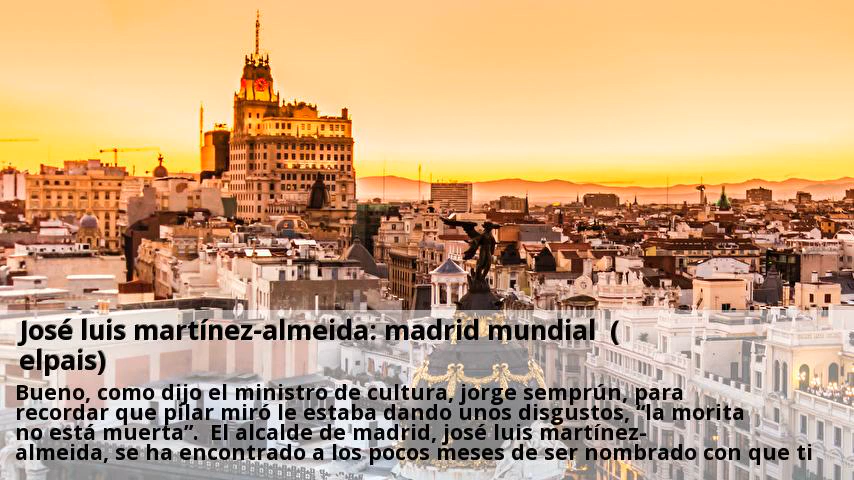 José luis martínez-almeida: madrid mundial  (
elpais)
Bueno, como dijo el ministro de cultura, jorge semprún, para
recordar que pilar miró le estaba dando unos disgustos, “la morita
no está muerta”.  El alcalde de madrid, josé luis martínez-
almeida, se ha encontrado a los pocos meses de ser nombrado con que ti